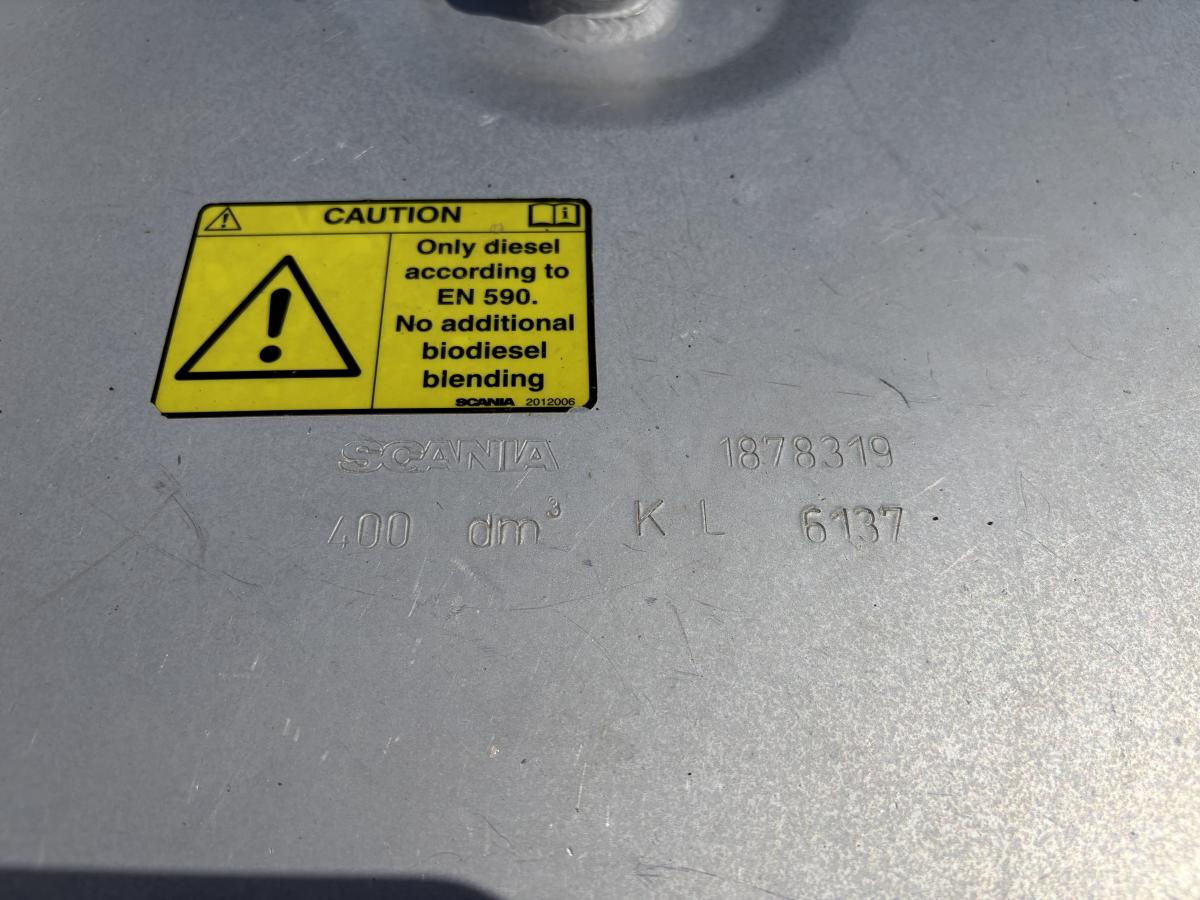 CAUTION
Only diesel
according to
EN 590.
No additional
biodiesel
blending
SCANIA 2012006
SCANIA 1878319
400 dm³ K L 6137